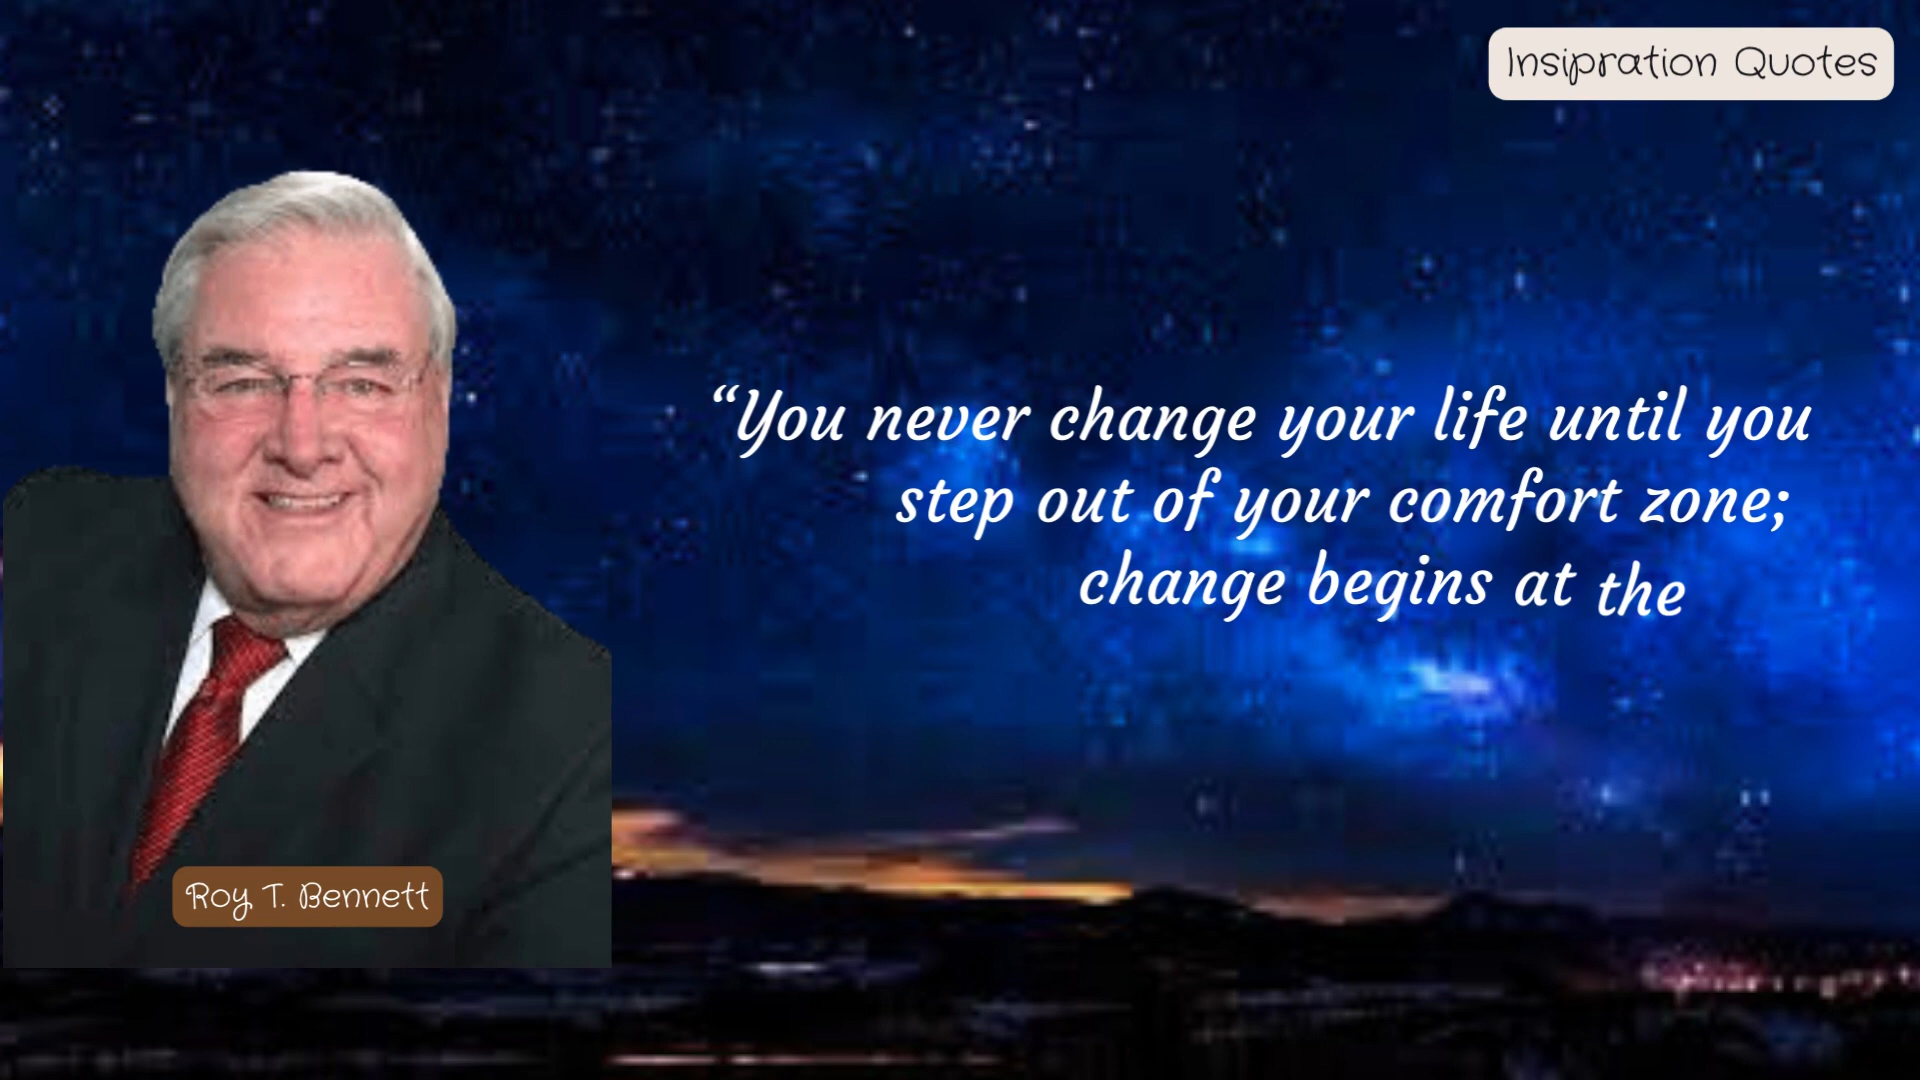 Insipration Quotes
“You never change your life until you
step out of your comfort zone;
change begins at the
Roy T. Bennett